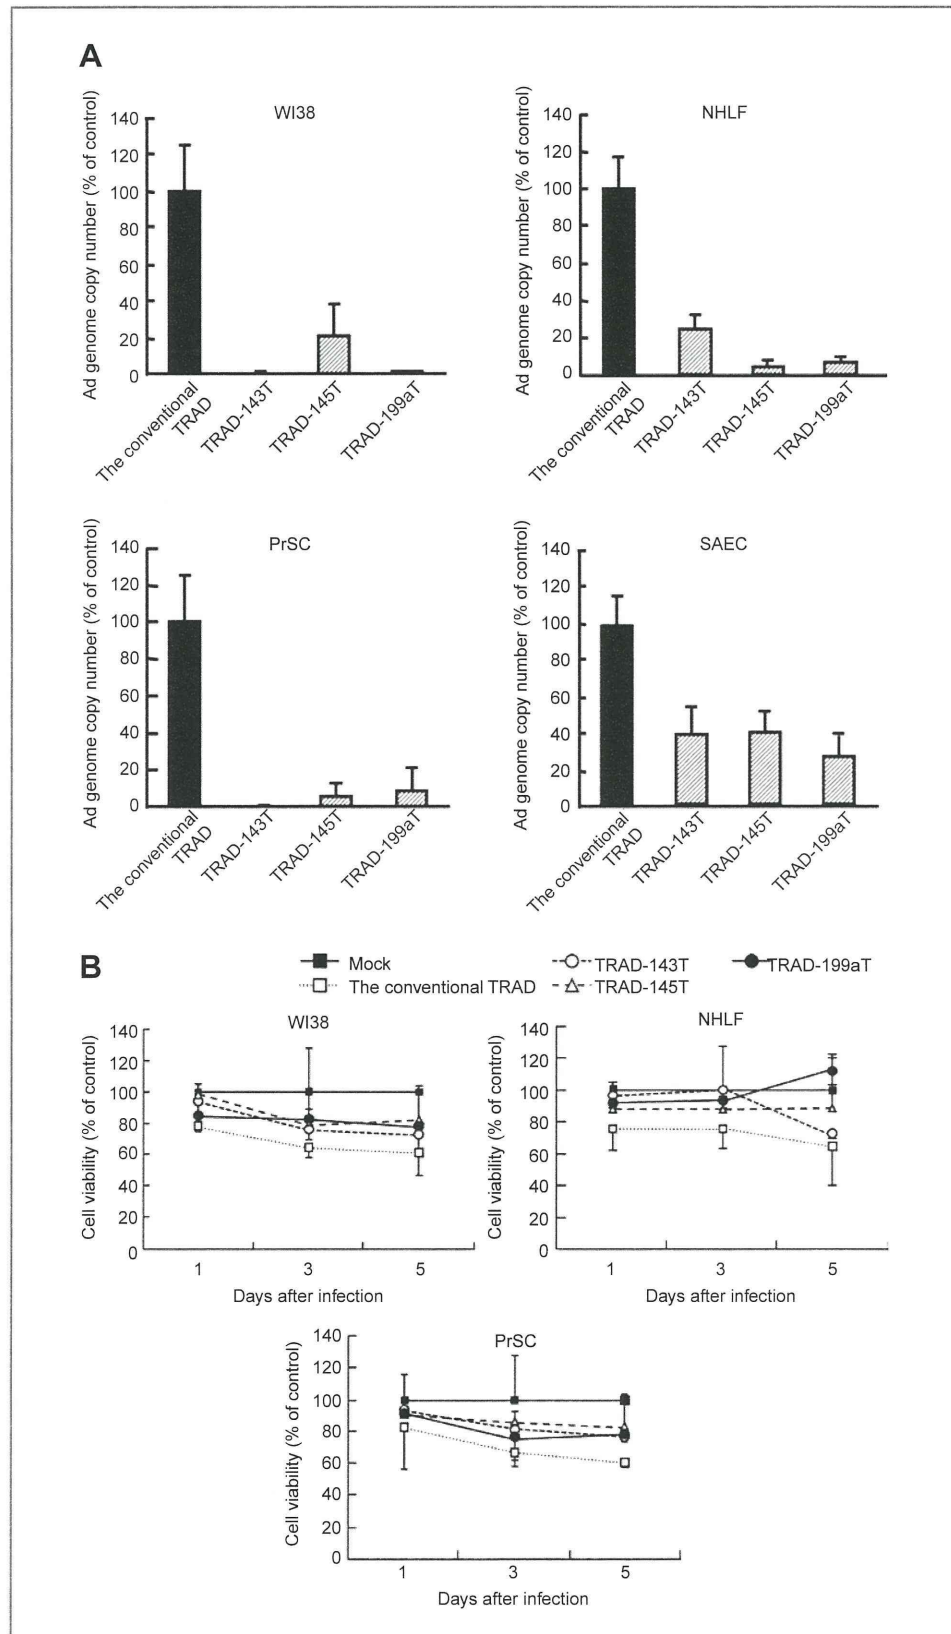 A
WI38
Ad genome copy number (% of control)
140
120
100
80
60
40
20
0
The conventional
TRAD
TRAD-143T
TRAD-145T
TRAD-199aT
NHLF
Ad genome copy number (% of control)
140
120
100
80
60
40
20
0
The conventional
TRAD
TRAD-143T
TRAD-145T
TRAD-199aT
PrSC
Ad genome copy number (% of control)
140
120
100
80
60
40
20
0
The conventional
TRAD
TRAD-143T
TRAD-145T
TRAD-199aT
SAEC
Ad genome copy number (% of control)
140
120
100
80
60
40
20
0
The conventional
TRAD
TRAD-143T
TRAD-145T
TRAD-199aT
B
Mock
TRAD-143T
TRAD-199aT
The conventional TRAD
TRAD-145T
WI38
Cell viability (% of control)
140
120
100
80
60
40
20
0
1 3 5
Days after infection
NHLF
Cell viability (% of control)
140
120
100
80
60
40
20
0
1 3 5
Days after infection
PrSC
Cell viability (% of control)
140
120
100
80
60
40
20
0
1 3 5
Days after infection